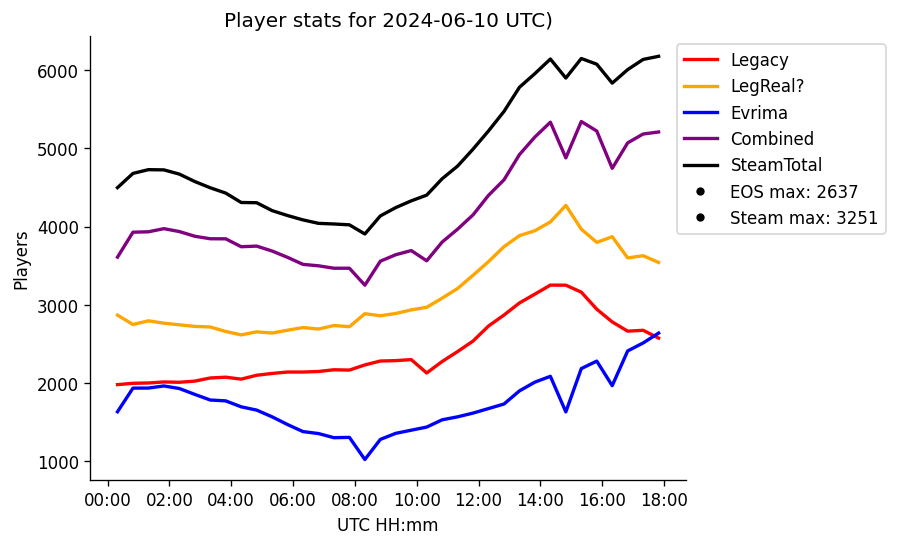 Player stats for 2024-06-10 UTC)
Players
6000
5000
4000
3000
2000
1000
00:00 02:00 04:00 06:00 08:00 10:00 12:00 14:00 16:00 18:00
UTC HH:mm
Legacy
LegReal?
Evrima
Combined
SteamTotal
EOS max: 2637
Steam max: 3251